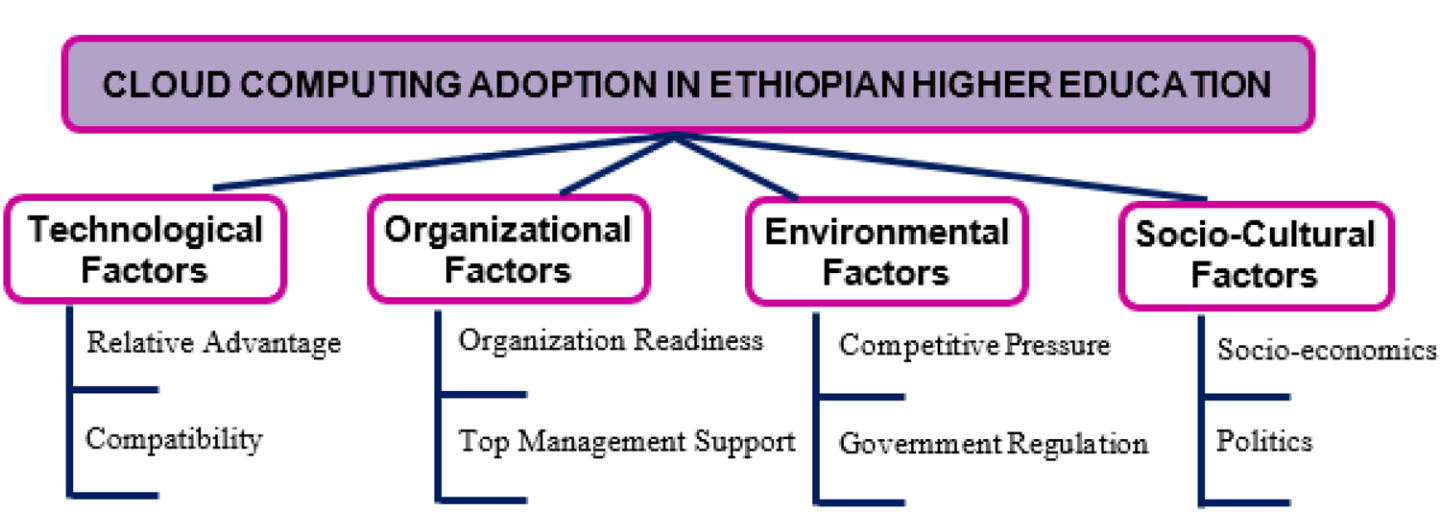 CLOUD COMPUTING ADOPTION IN ETHIOPIAN HIGHER EDUCATION
Technological
Factors
Relative Advantage
Compatibility
Organizational
Factors
Organization Readiness
Top Management Support
Environmental
Factors
Competitive Pressure
Government Regulation
Socio-Cultural
Factors
Socio-economics
Politics